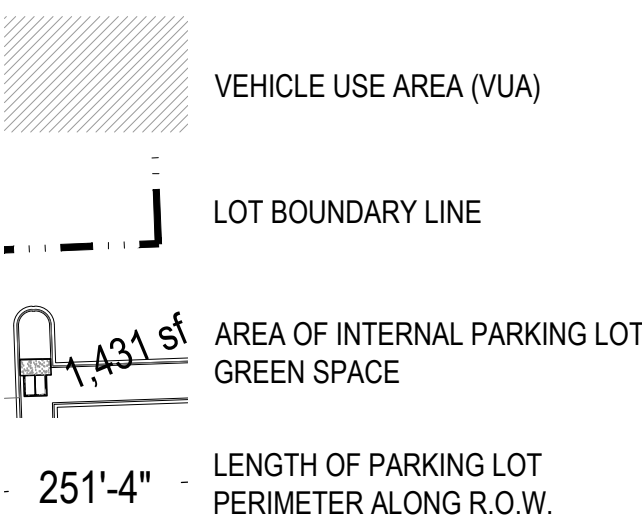 VEHICLE USE AREA (VUA)
LOT BOUNDARY LINE
1,431 sf
AREA OF INTERNAL PARKING LOT
GREEN SPACE
251'-4"
LENGTH OF PARKING LOT
PERIMETER ALONG R.O.W.